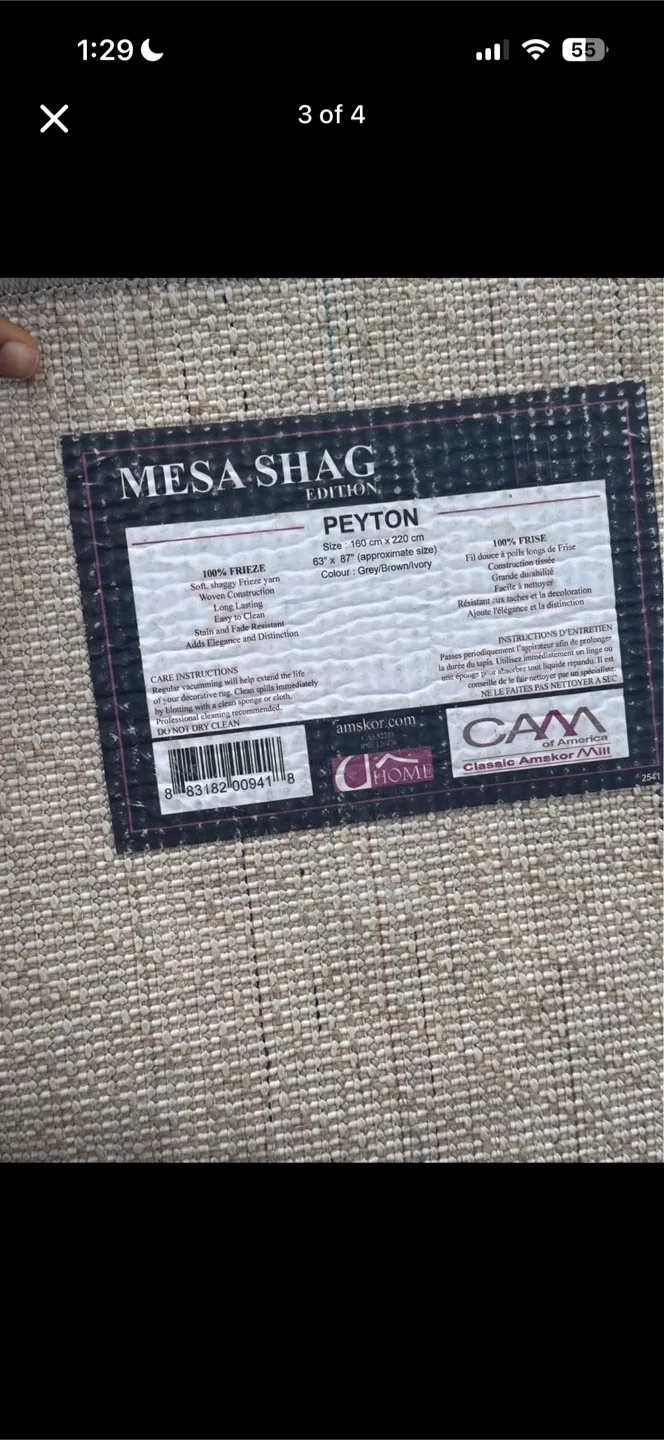 1:29
55
3 of 4
MESA SHAG
EDITION
PEYTON
Size : 160 cm x 220 cm
63" x 87" (approximate size)
Colour : Grey/Brown/Ivory
100% FRIEZE
Soft, shaggy Frieze yarn
Woven Construction
Long Lasting
Easy to Clean
Stain and Fade Resistant
Adds Elegance and Distinction
100% FRISE
Fil douce à poils longs de Frise
Construction tissée
Grande durabilité
Facile à nettoyer
Résistant aux taches et la decoloration
Ajoute l'élégance et la distinction
CARE INSTRUCTIONS
Regular vacumming will help extend the life
of your decorative rug. Clean spills immediately
by blotting with a clean sponge or cloth.
Professional cleaning recommended.
DO NOT DRY CLEAN
INSTRUCTIONS D'ENTRETIEN
Passes periodiquement l'aspirateur afin de prolonger
la durée du tapis. Utilisez immédiatement un linge ou
une éponge pour absorber tout liquide repandu. Il est
conseille de le fair nettoyer par un spécialiste.
NE LE FAITES PAS NETTOYER A SEC
8 83182 00941 8
amskor.com
HOME
CAM
of America
Classic Amskor Mill
2541